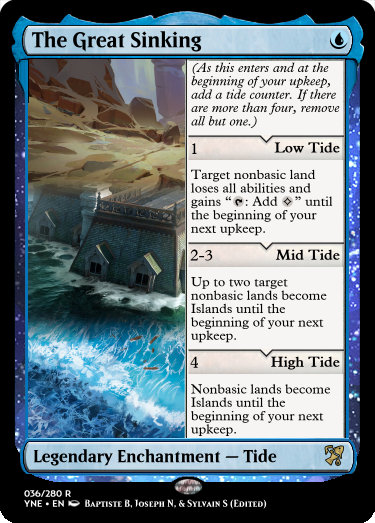 The Great Sinking
(As this enters and at the
beginning of your upkeep,
add a tide counter. If there
are more than four, remove
all but one.)
1 Low Tide
Target nonbasic land
loses all abilities and
gains “: Add ” until
the beginning of your
next upkeep.
2-3 Mid Tide
Up to two target
nonbasic lands become
Islands until the
beginning of your next
upkeep.
4 High Tide
Nonbasic lands become
Islands until the
beginning of your
next upkeep.
Legendary Enchantment — Tide
036/280 R
YNE • EN Baptiste B, Joseph N, & Sylvain S (Edited)